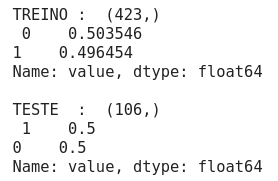 TREINO :  (423,)
 0    0.503546
1    0.496454
Name: value, dtype: float64
TESTE  :  (106,)
 1    0.5
0    0.5
Name: value, dtype: float64